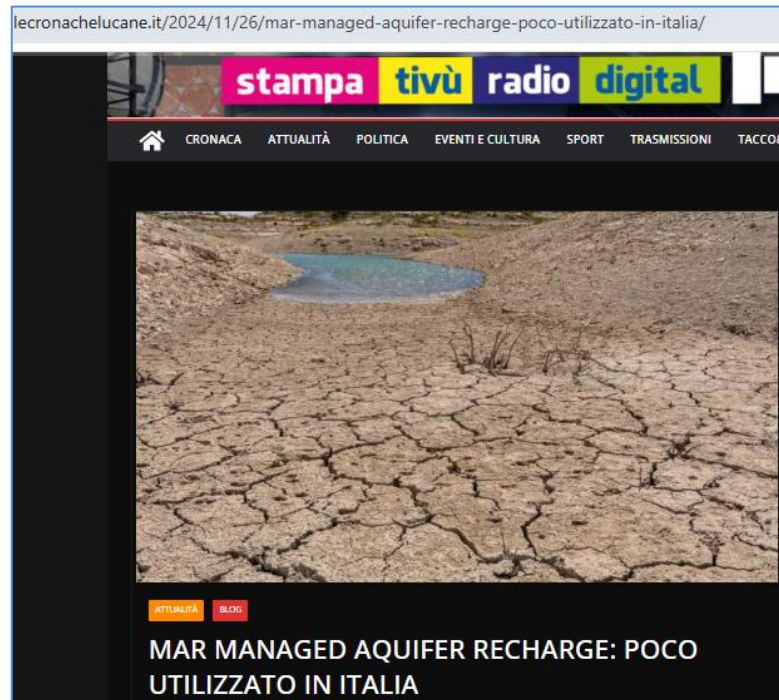 lecronachelucane.it/2024/11/26/mar-managed-aquifer-recharge-poco-utilizzato-in-italia/
stampa tivù radio digital
CRONACA ATTUALITÀ POLITICA EVENTI E CULTURA SPORT TRASMISSIONI TACCO&
ATTUALITÀ BLOG
MAR MANAGED AQUIFER RECHARGE: POCO
UTILIZZATO IN ITALIA